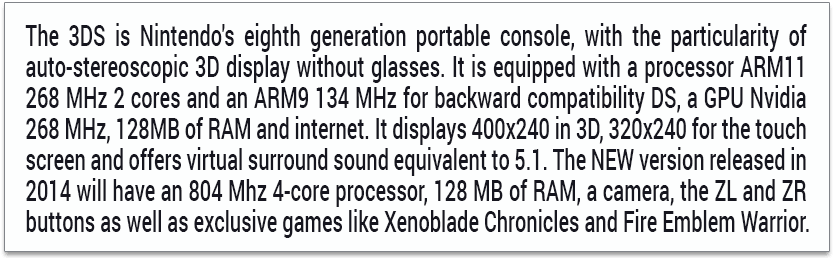 The 3DS is Nintendo's eighth generation portable console, with the particularity of
auto-stereoscopic 3D display without glasses. It is equipped with a processor ARM11
268 MHz 2 cores and an ARM9 134 MHz for backward compatibility DS, a GPU Nvidia
268 MHz, 128MB of RAM and internet. It displays 400x240 in 3D, 320x240 for the touch
screen and offers virtual surround sound equivalent to 5.1. The NEW version released in
2014 will have an 804 Mhz 4-core processor, 128 MB of RAM, a camera, the ZL and ZR
buttons as well as exclusive games like Xenoblade Chronicles and Fire Emblem Warrior.